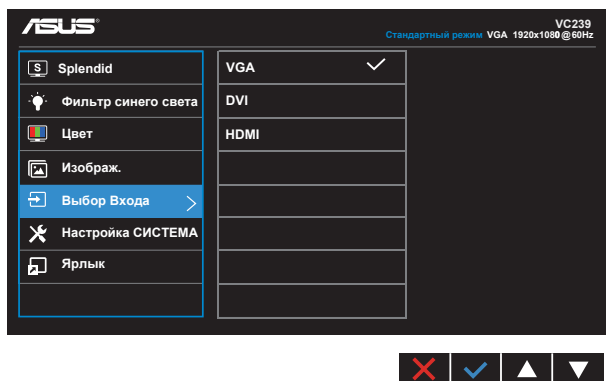 ASUS
VC239
Стандартный режим VGA 1920x1080@60Hz
S Splendid
Фильтр синего света
Цвет
Изображ.
Выбор Входа
Настройка СИСТЕМА
Ярлык
VGA
DVI
HDMI